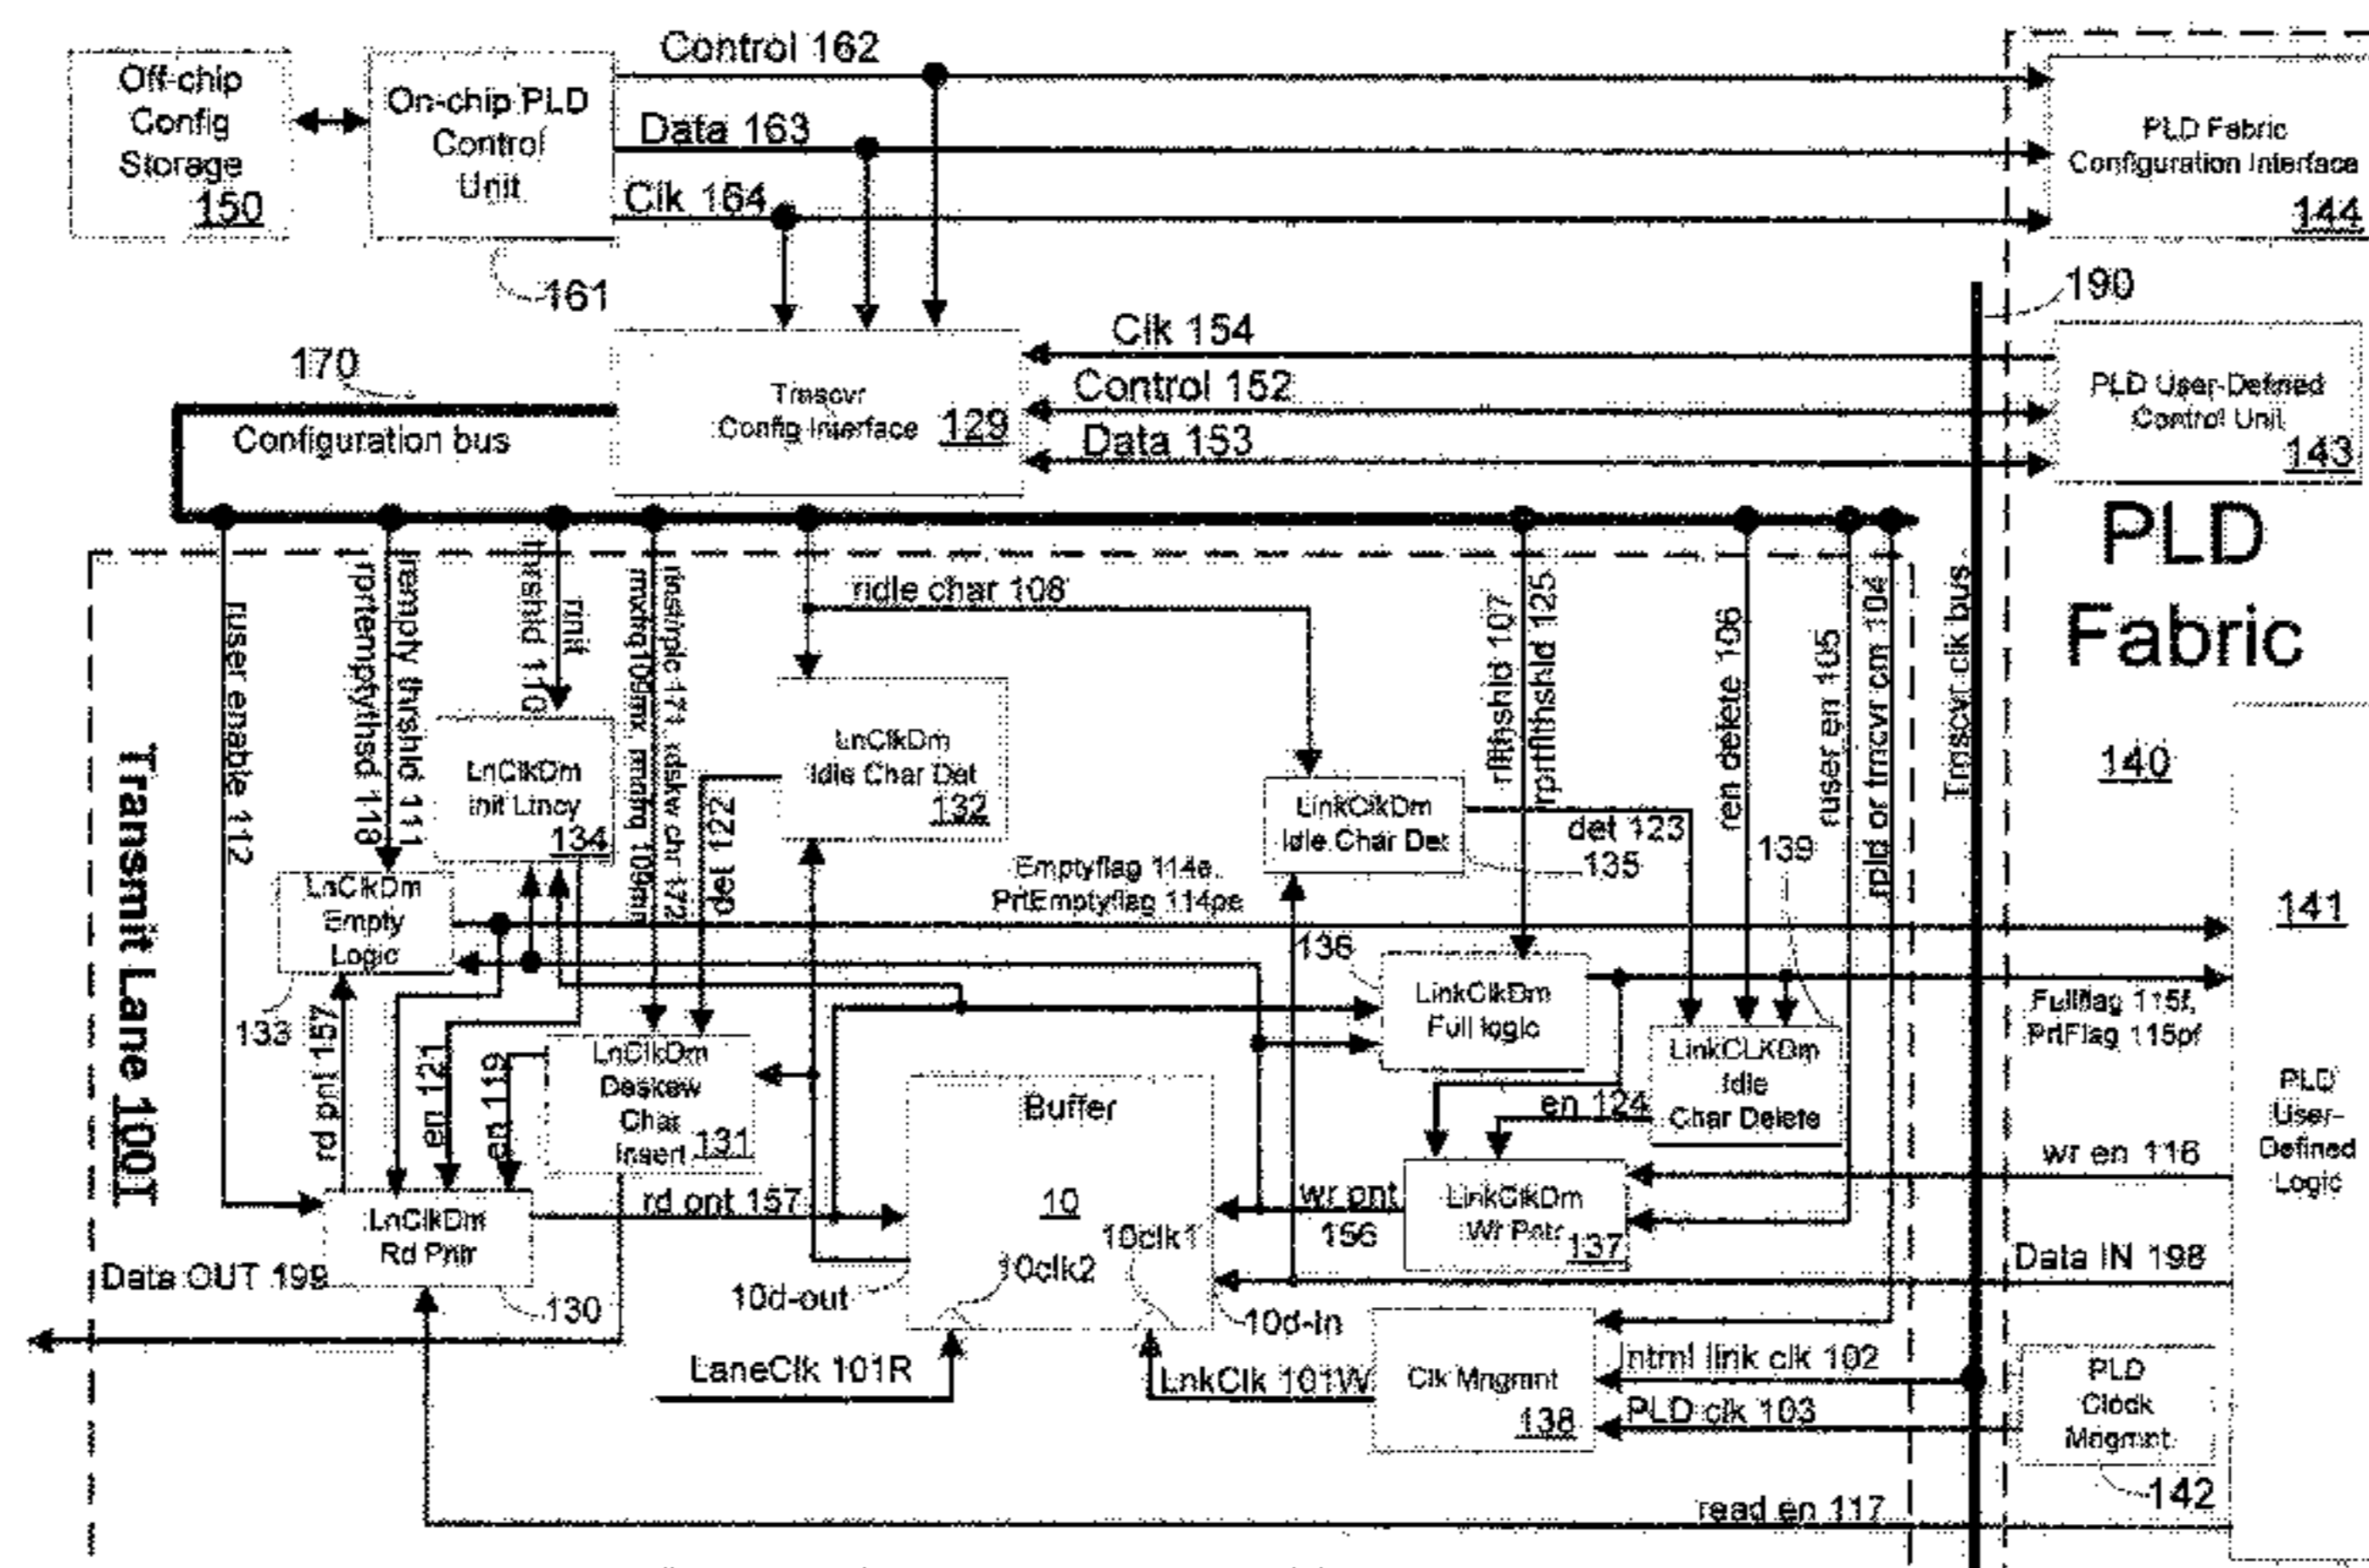 Off-chip
Config
Storage
150
On-chip PLD
Control
Unit
161
Control 162
Data 163
Clk 164
PLD Fabric
Configuration Interface
144
190
170
Configuration bus
Trnscvr
Config Interface 129
Clk 154
Control 152
Data 153
PLD User-Defined
Control Unit
143
PLD
Fabric
140
Transmit Lane 100T
ruser enable 112
rempty thrshld 111
rprtemptythsd 118
rinit
thrshld 110
ridle char 108
rflthshld 107
rptflthshld 125
ren delete 106
ruser en 105
rpld or trncvr cm 104
Trnscvr clk bus
LnClkDm
Init Ltncy
134
LnClkDm
Idle Char Det
132
det 122
LinkClkDm
Idle Char Det
135
det 123
139
LnClkDm
Empty
Logic
133
Emptyflag 114e,
PrtEmptyflag 114pe
136
LinkClkDm
Full logic
LinkCLKDm
Idle
Char Delete
en 124
141
Fullflag 115f,
PrtFlag 115pf
PLD
User-
Defined
Logic
rd pnt 157
en 121
en 119
LnClkDm
Deskew
Char
Insert 131
Buffer
10
10clk1
10clk2
10d-out
10d-in
rd pnt 157
wr pnt
156
LinkClkDm
Wr Pntr 137
wr en 116
Data IN 198
LnClkDm
Rd Pntr
130
Data OUT 199
LaneClk 101R
LnkClk 101W
Clk Mngmnt
138
Intrnl link clk 102
PLD clk 103
PLD
Clock
Mngmnt
142
read en 117